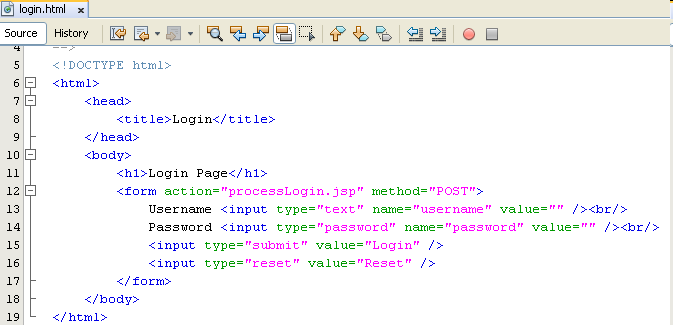 login.html
Source History
4 -->
5 <!DOCTYPE html>
6 <html>
7 <head>
8 <title>Login</title>
9 </head>
10 <body>
11 <h1>Login Page</h1>
12 <form action="processLogin.jsp" method="POST">
13 Username <input type="text" name="username" value="" /><br/>
14 Password <input type="password" name="password" value="" /><br/>
15 <input type="submit" value="Login" />
16 <input type="reset" value="Reset" />
17 </form>
18 </body>
19 </html>